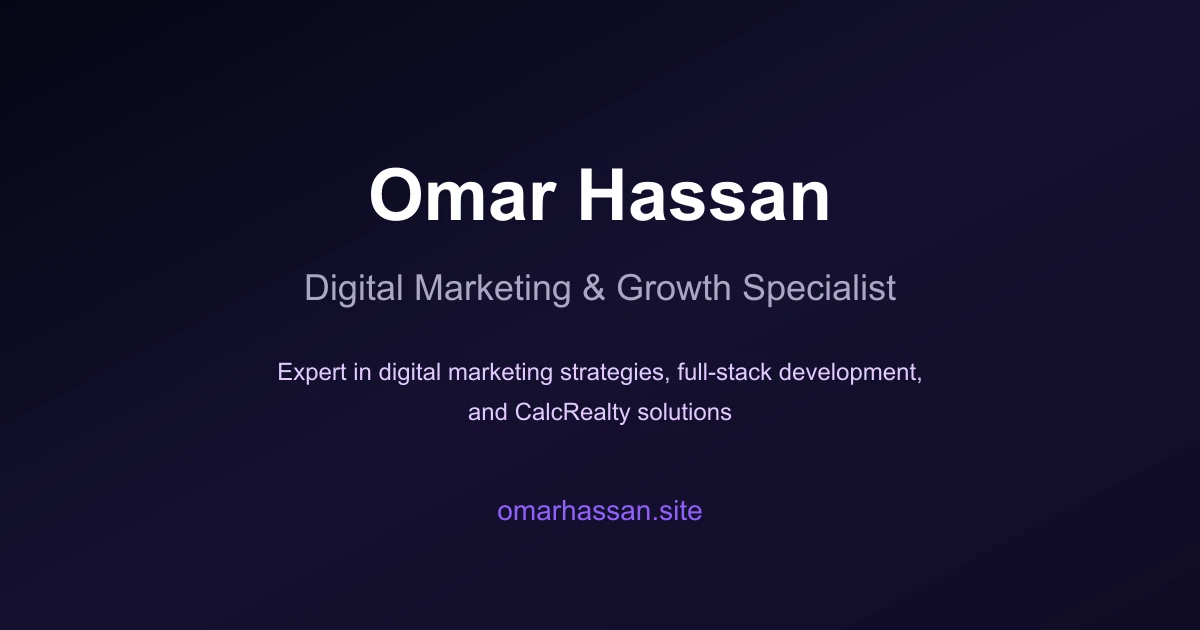 Omar Hassan
Digital Marketing & Growth Specialist
Expert in digital marketing strategies, full-stack development,
and CalcRealty solutions
omarhassan.site